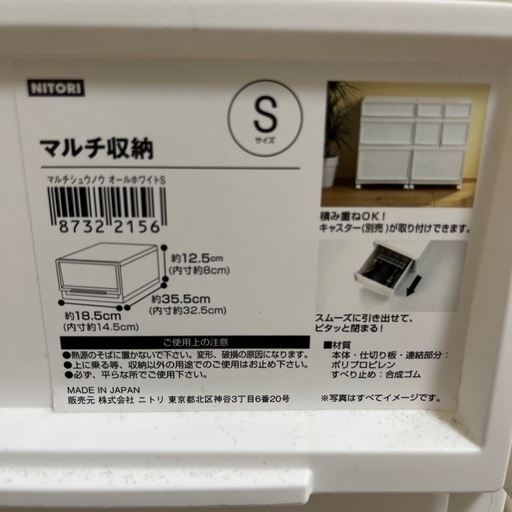 NITORI
S
サイズ
マルチ収納
マルチシュウノウ オールホワイトS
8732 2156
約12.5cm
(内寸約8cm)
約35.5cm
(内寸約32.5cm)
約18.5cm
(内寸約14.5cm)
ご使用上の注意
●熱源のそばに置かないで下さい。変形、破損の原因になります。
●上に乗る等、収納以外の用途でのご使用はお止め下さい。
●必ず、平らな所でご使用下さい。
MADE IN JAPAN
販売元 株式会社 ニトリ 東京都北区神谷3丁目6番20号
積み重ねOK!
キャスター(別売)が取り付けできます。
スムーズに引き出せて、
ピタッと閉まる!
■材質
本体・仕切り板・連結部分:
ポリプロピレン
すべり止め:合成ゴム
※写真はすべてイメージです。